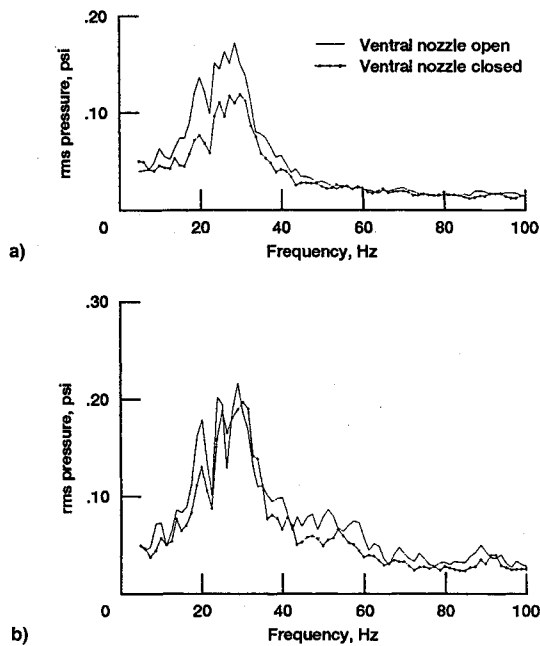 .20
.10
0
rms pressure, psi
Ventral nozzle open
Ventral nozzle closed
20
40
60
80
100
Frequency, Hz
a)
.30
.20
.10
0
rms pressure, psi
20
40
60
80
100
Frequency, Hz
b)